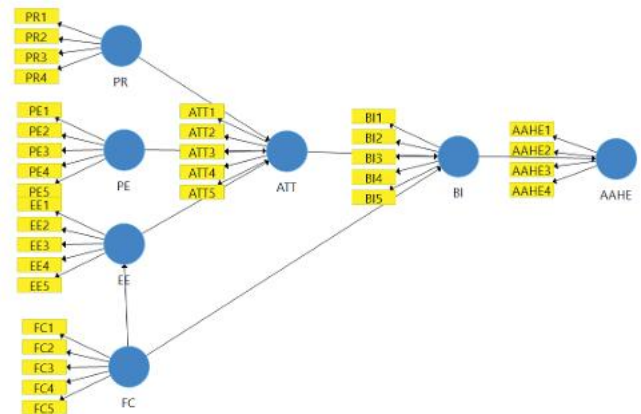 PR1
PR2
PR3
PR4
PR
PE1
PE2
PE3
PE4
PE5
PE
EE1
EE2
EE3
EE4
EE5
EE
FC1
FC2
FC3
FC4
FC5
FC
ATT1
ATT2
ATT3
ATT4
ATT5
ATT
BI1
BI2
BI3
BI4
BI5
BI
AAHE1
AAHE2
AAHE3
AAHE4
AAHE